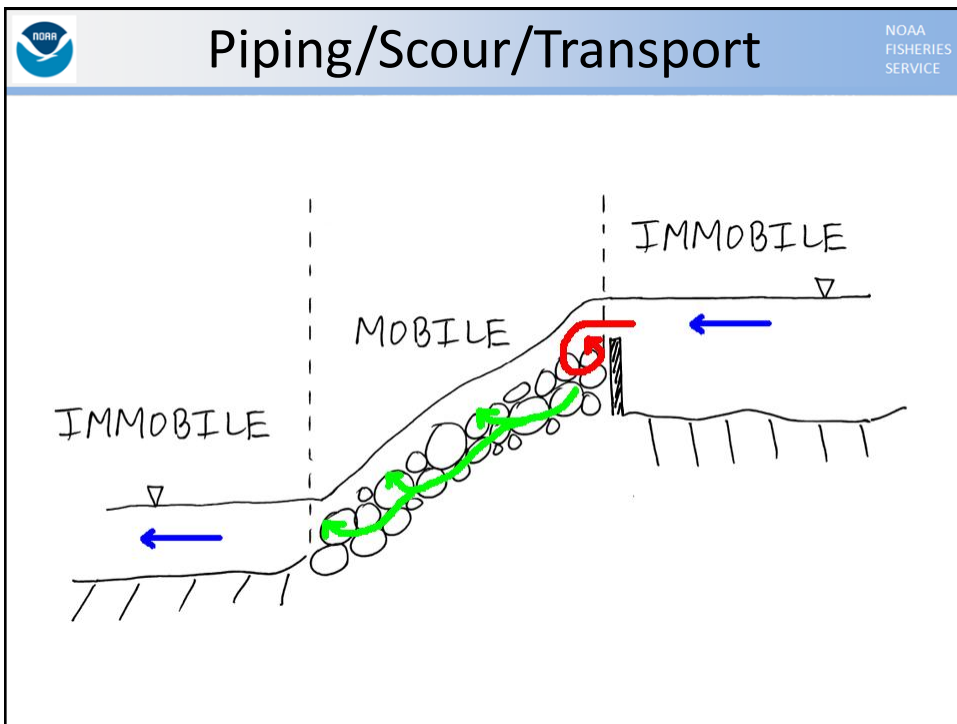 NOAA
Piping/Scour/Transport
NOAA
FISHERIES
SERVICE
IMMOBILE
MOBILE
IMMOBILE